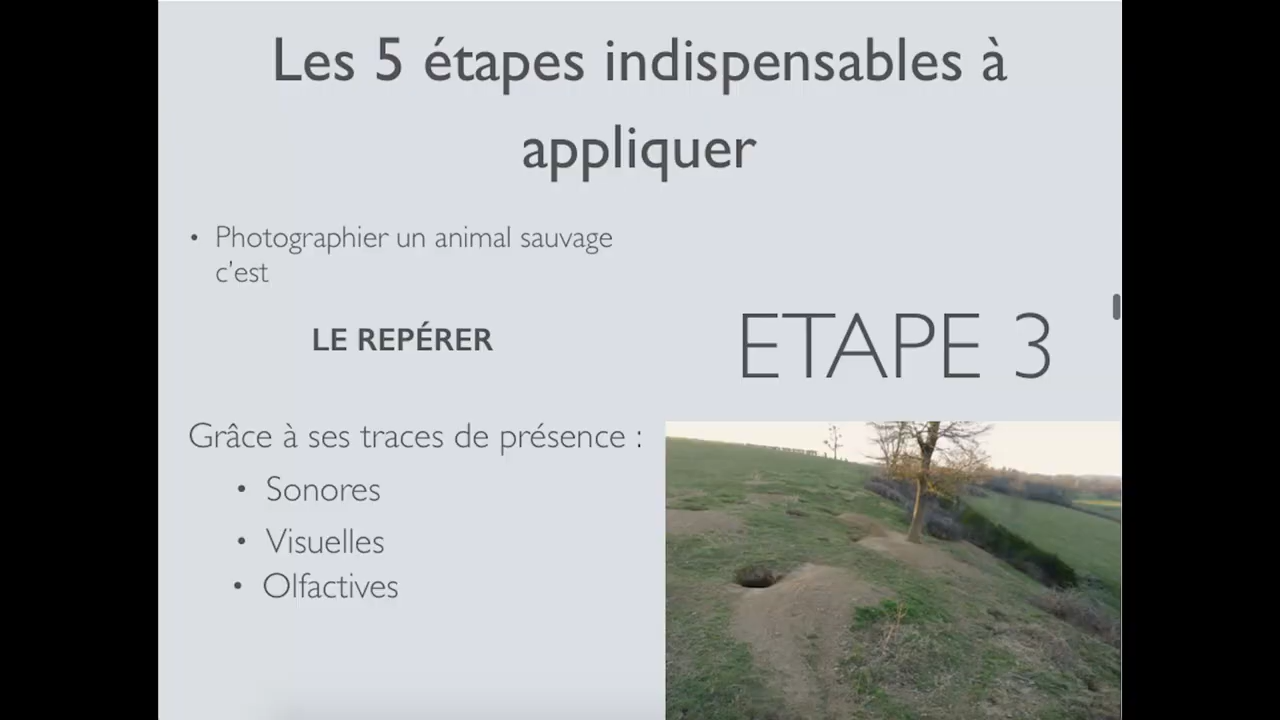 Les 5 étapes indispensables à
appliquer
• Photographier un animal sauvage
c'est
LE REPÉRER
ETAPE 3
Grâce à ses traces de présence :
• Sonores
• Visuelles
• Olfactives